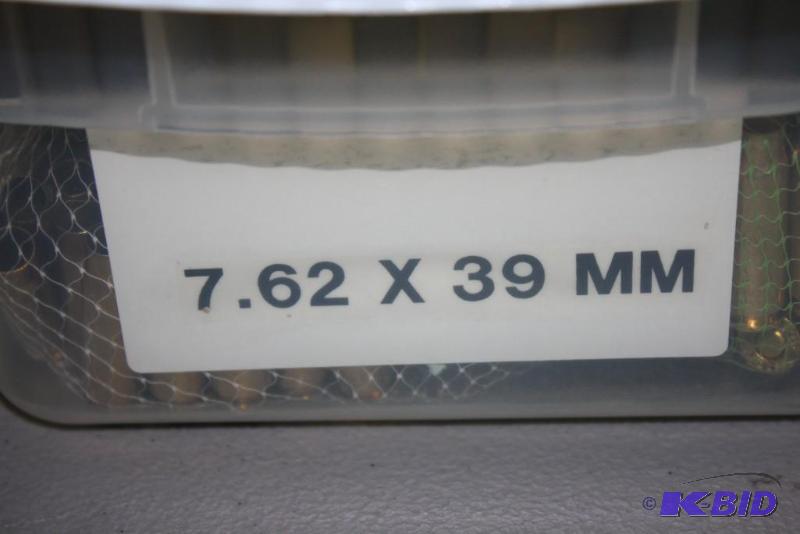 7.62 X 39 MM
© K-BID